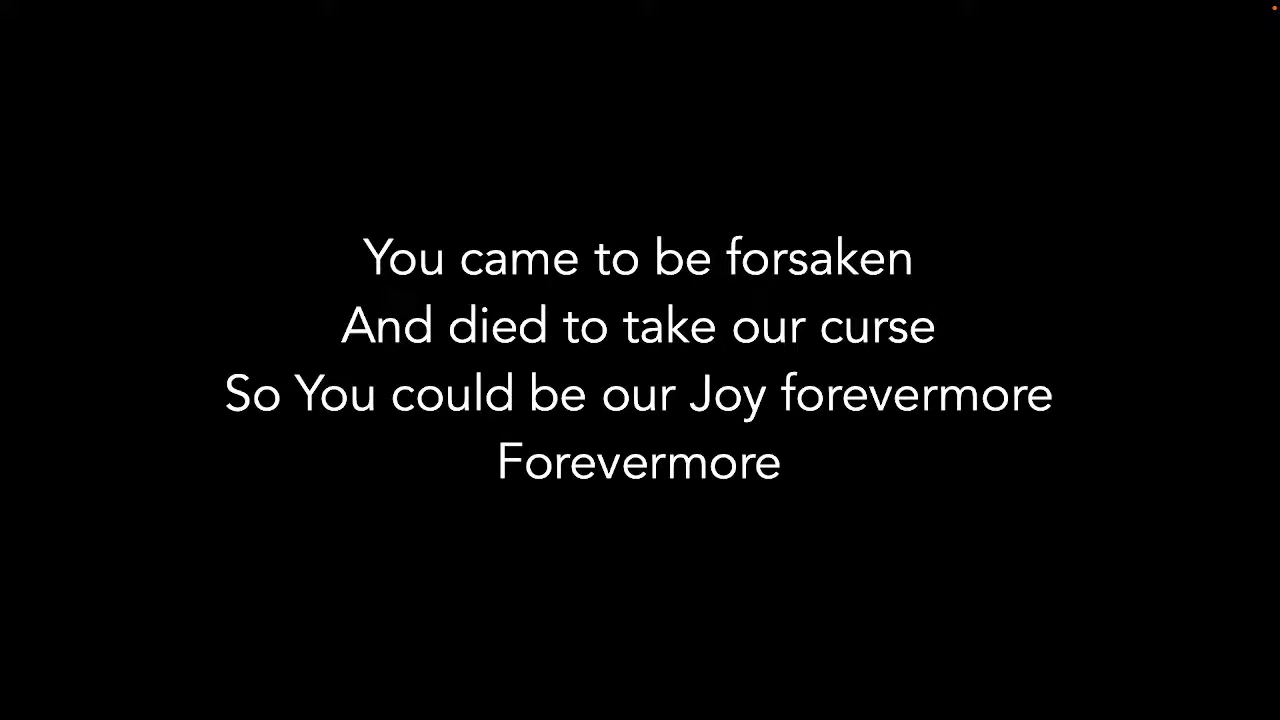 You came to be forsaken
And died to take our curse
So You could be our Joy forevermore
Forevermore